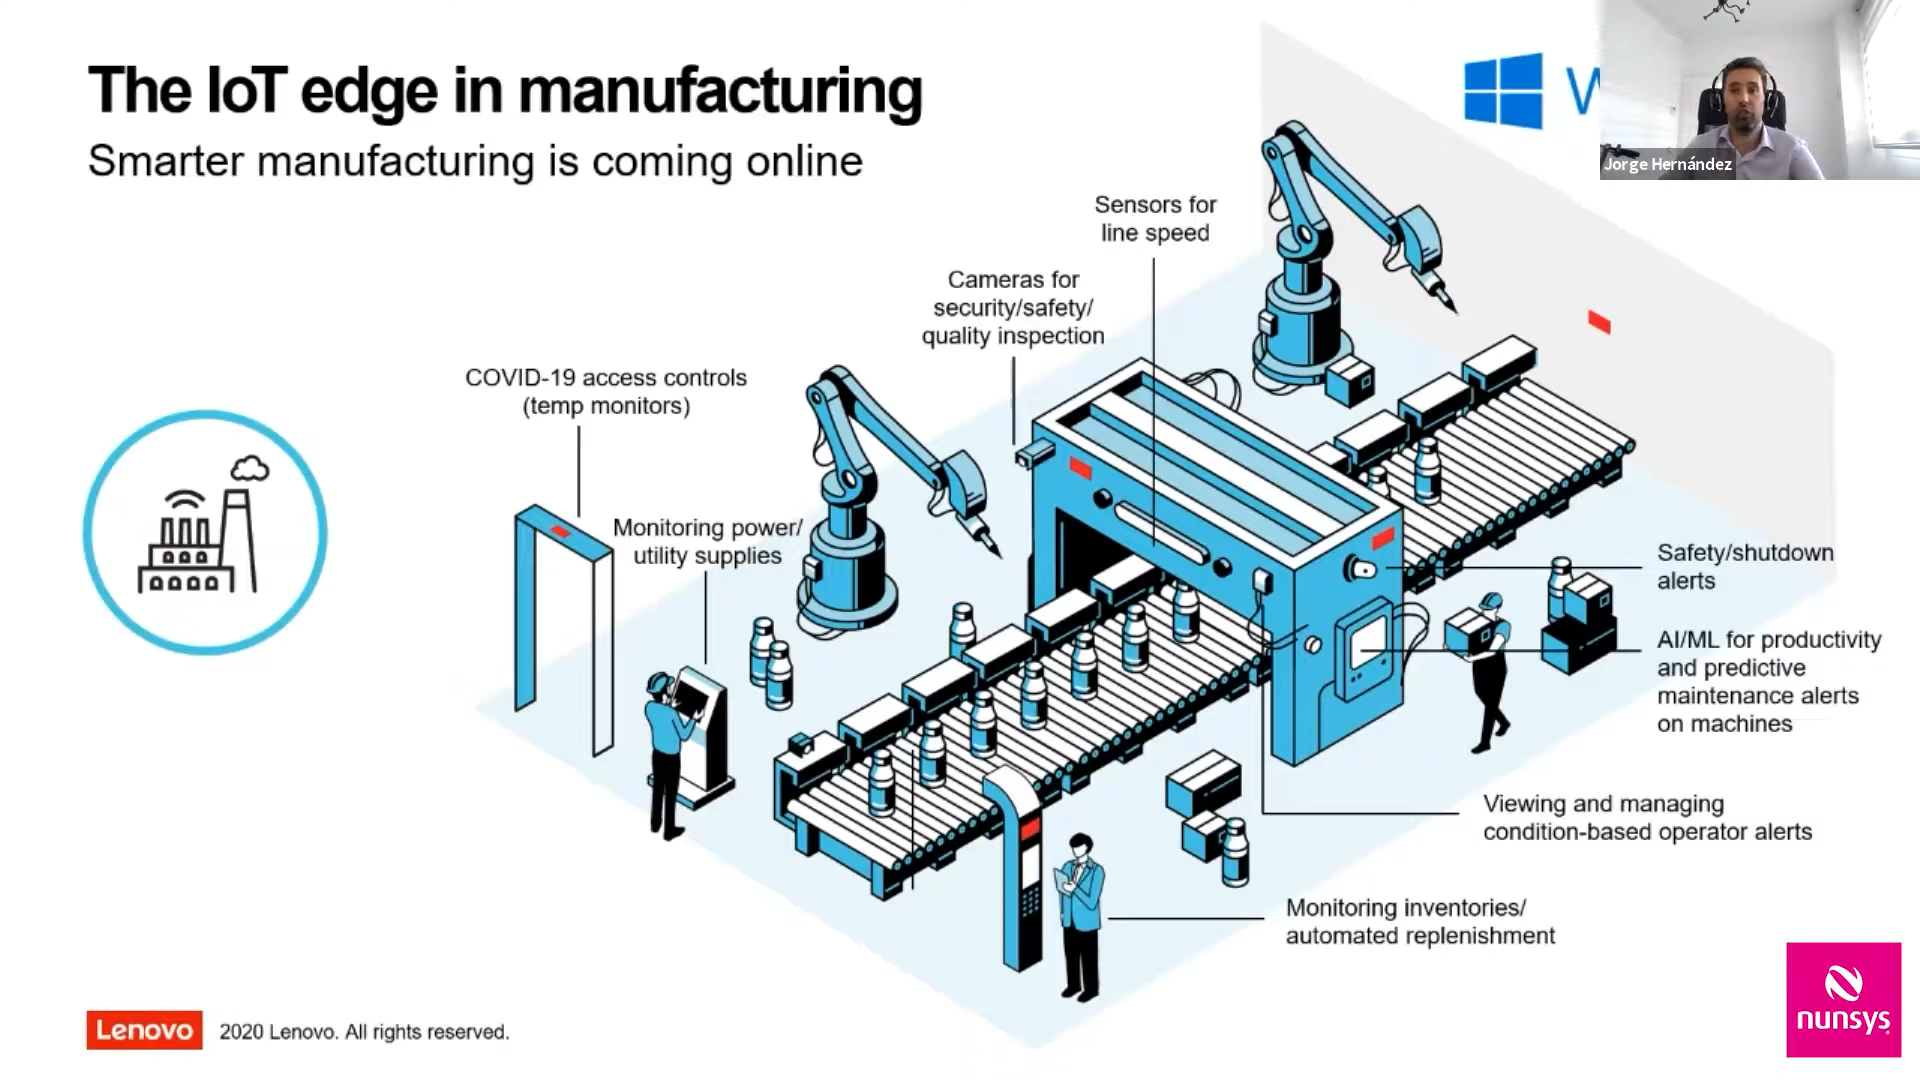 The IoT edge in manufacturing
Smarter manufacturing is coming online
W
Jorge Hernández
Sensors for
line speed
Cameras for
security/safety/
quality inspection
COVID-19 access controls
(temp monitors)
Monitoring power/
utility supplies
Safety/shutdown
alerts
AI/ML for productivity
and predictive
maintenance alerts
on machines
Viewing and managing
condition-based operator alerts
Monitoring inventories/
automated replenishment
Lenovo
2020 Lenovo. All rights reserved.
nunsys